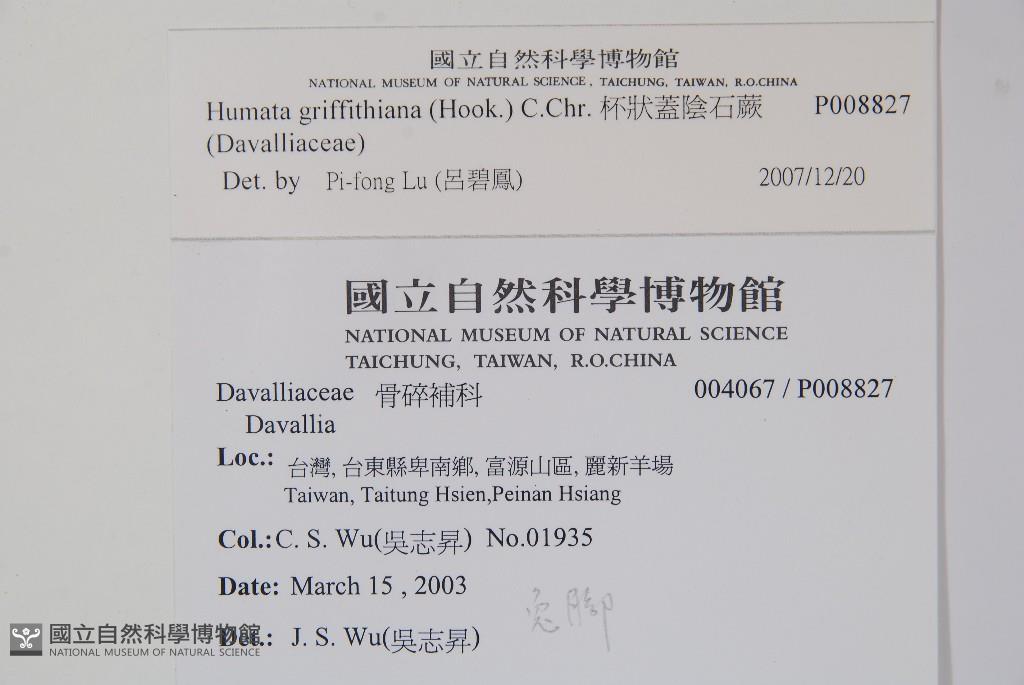 國立自然科學博物館
NATIONAL MUSEUM OF NATURAL SCIENCE, TAICHUNG, TAIWAN, R.O.CHINA
Humata griffithiana (Hook.) C.Chr. 杯狀蓋陰石蕨 P008827
(Davalliaceae)
Det. by Pi-fong Lu (呂碧鳳) 2007/12/20
國立自然科學博物館
NATIONAL MUSEUM OF NATURAL SCIENCE
TAICHUNG, TAIWAN, R.O.CHINA
Davalliaceae 骨碎補科 004067 / P008827
Davallia
Loc.: 台灣, 台東縣卑南鄉, 富源山區, 麗新羊場
Taiwan, Taitung Hsien,Peinan Hsiang
Col.: C. S. Wu(吳志昇) No.01935
Date: March 15 , 2003
兔腳
Det.: J. S. Wu(吳志昇)
國立自然科學博物館
NATIONAL MUSEUM OF NATURAL SCIENCE